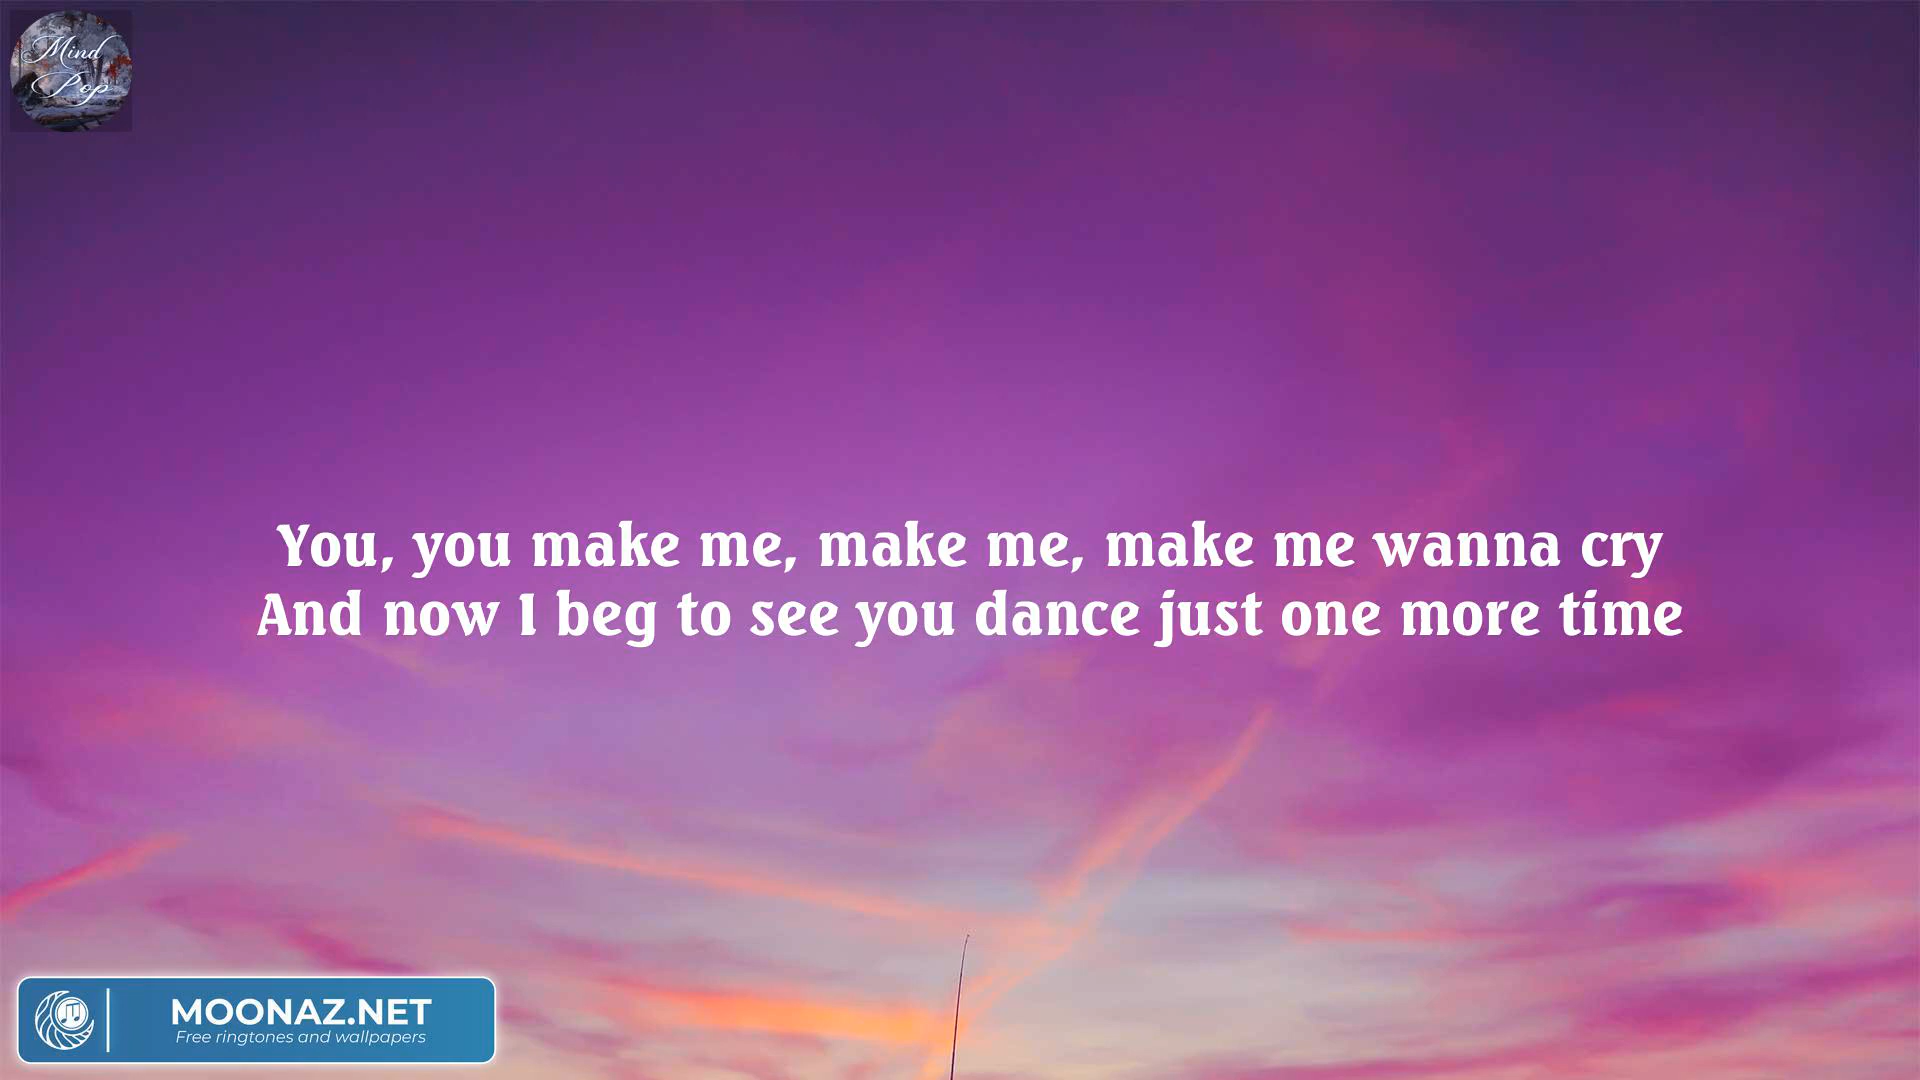 Mind
Pop
You, you make me, make me, make me wanna cry
And now I beg to see you dance just one more time
MOONAZ.NET
Free ringtones and wallpapers